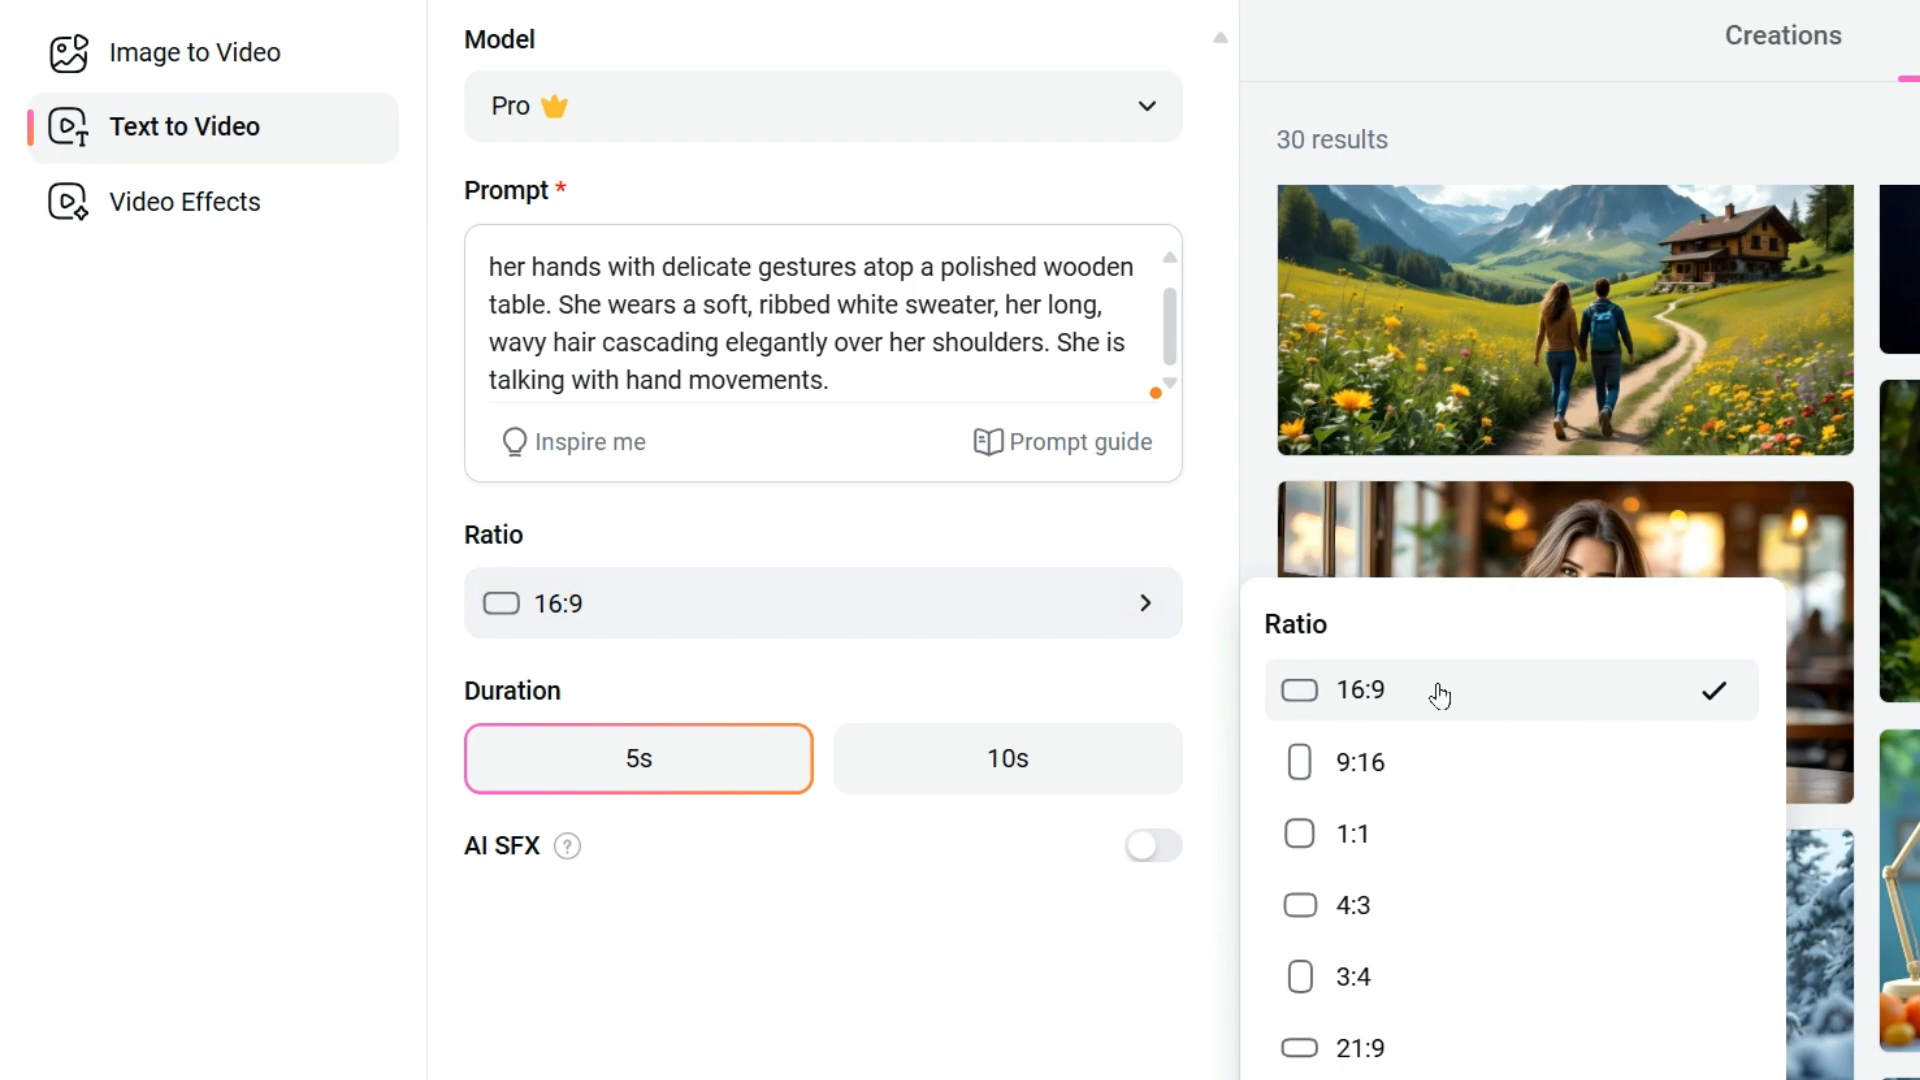 Image to Video
Text to Video
Video Effects
Model
Pro
Prompt *
her hands with delicate gestures atop a polished wooden
table. She wears a soft, ribbed white sweater, her long,
wavy hair cascading elegantly over her shoulders. She is
talking with hand movements.
Inspire me
Prompt guide
Ratio
16:9
Duration
5s
10s
AI SFX ?
Creations
30 results
Ratio
16:9
9:16
1:1
4:3
3:4
21:9